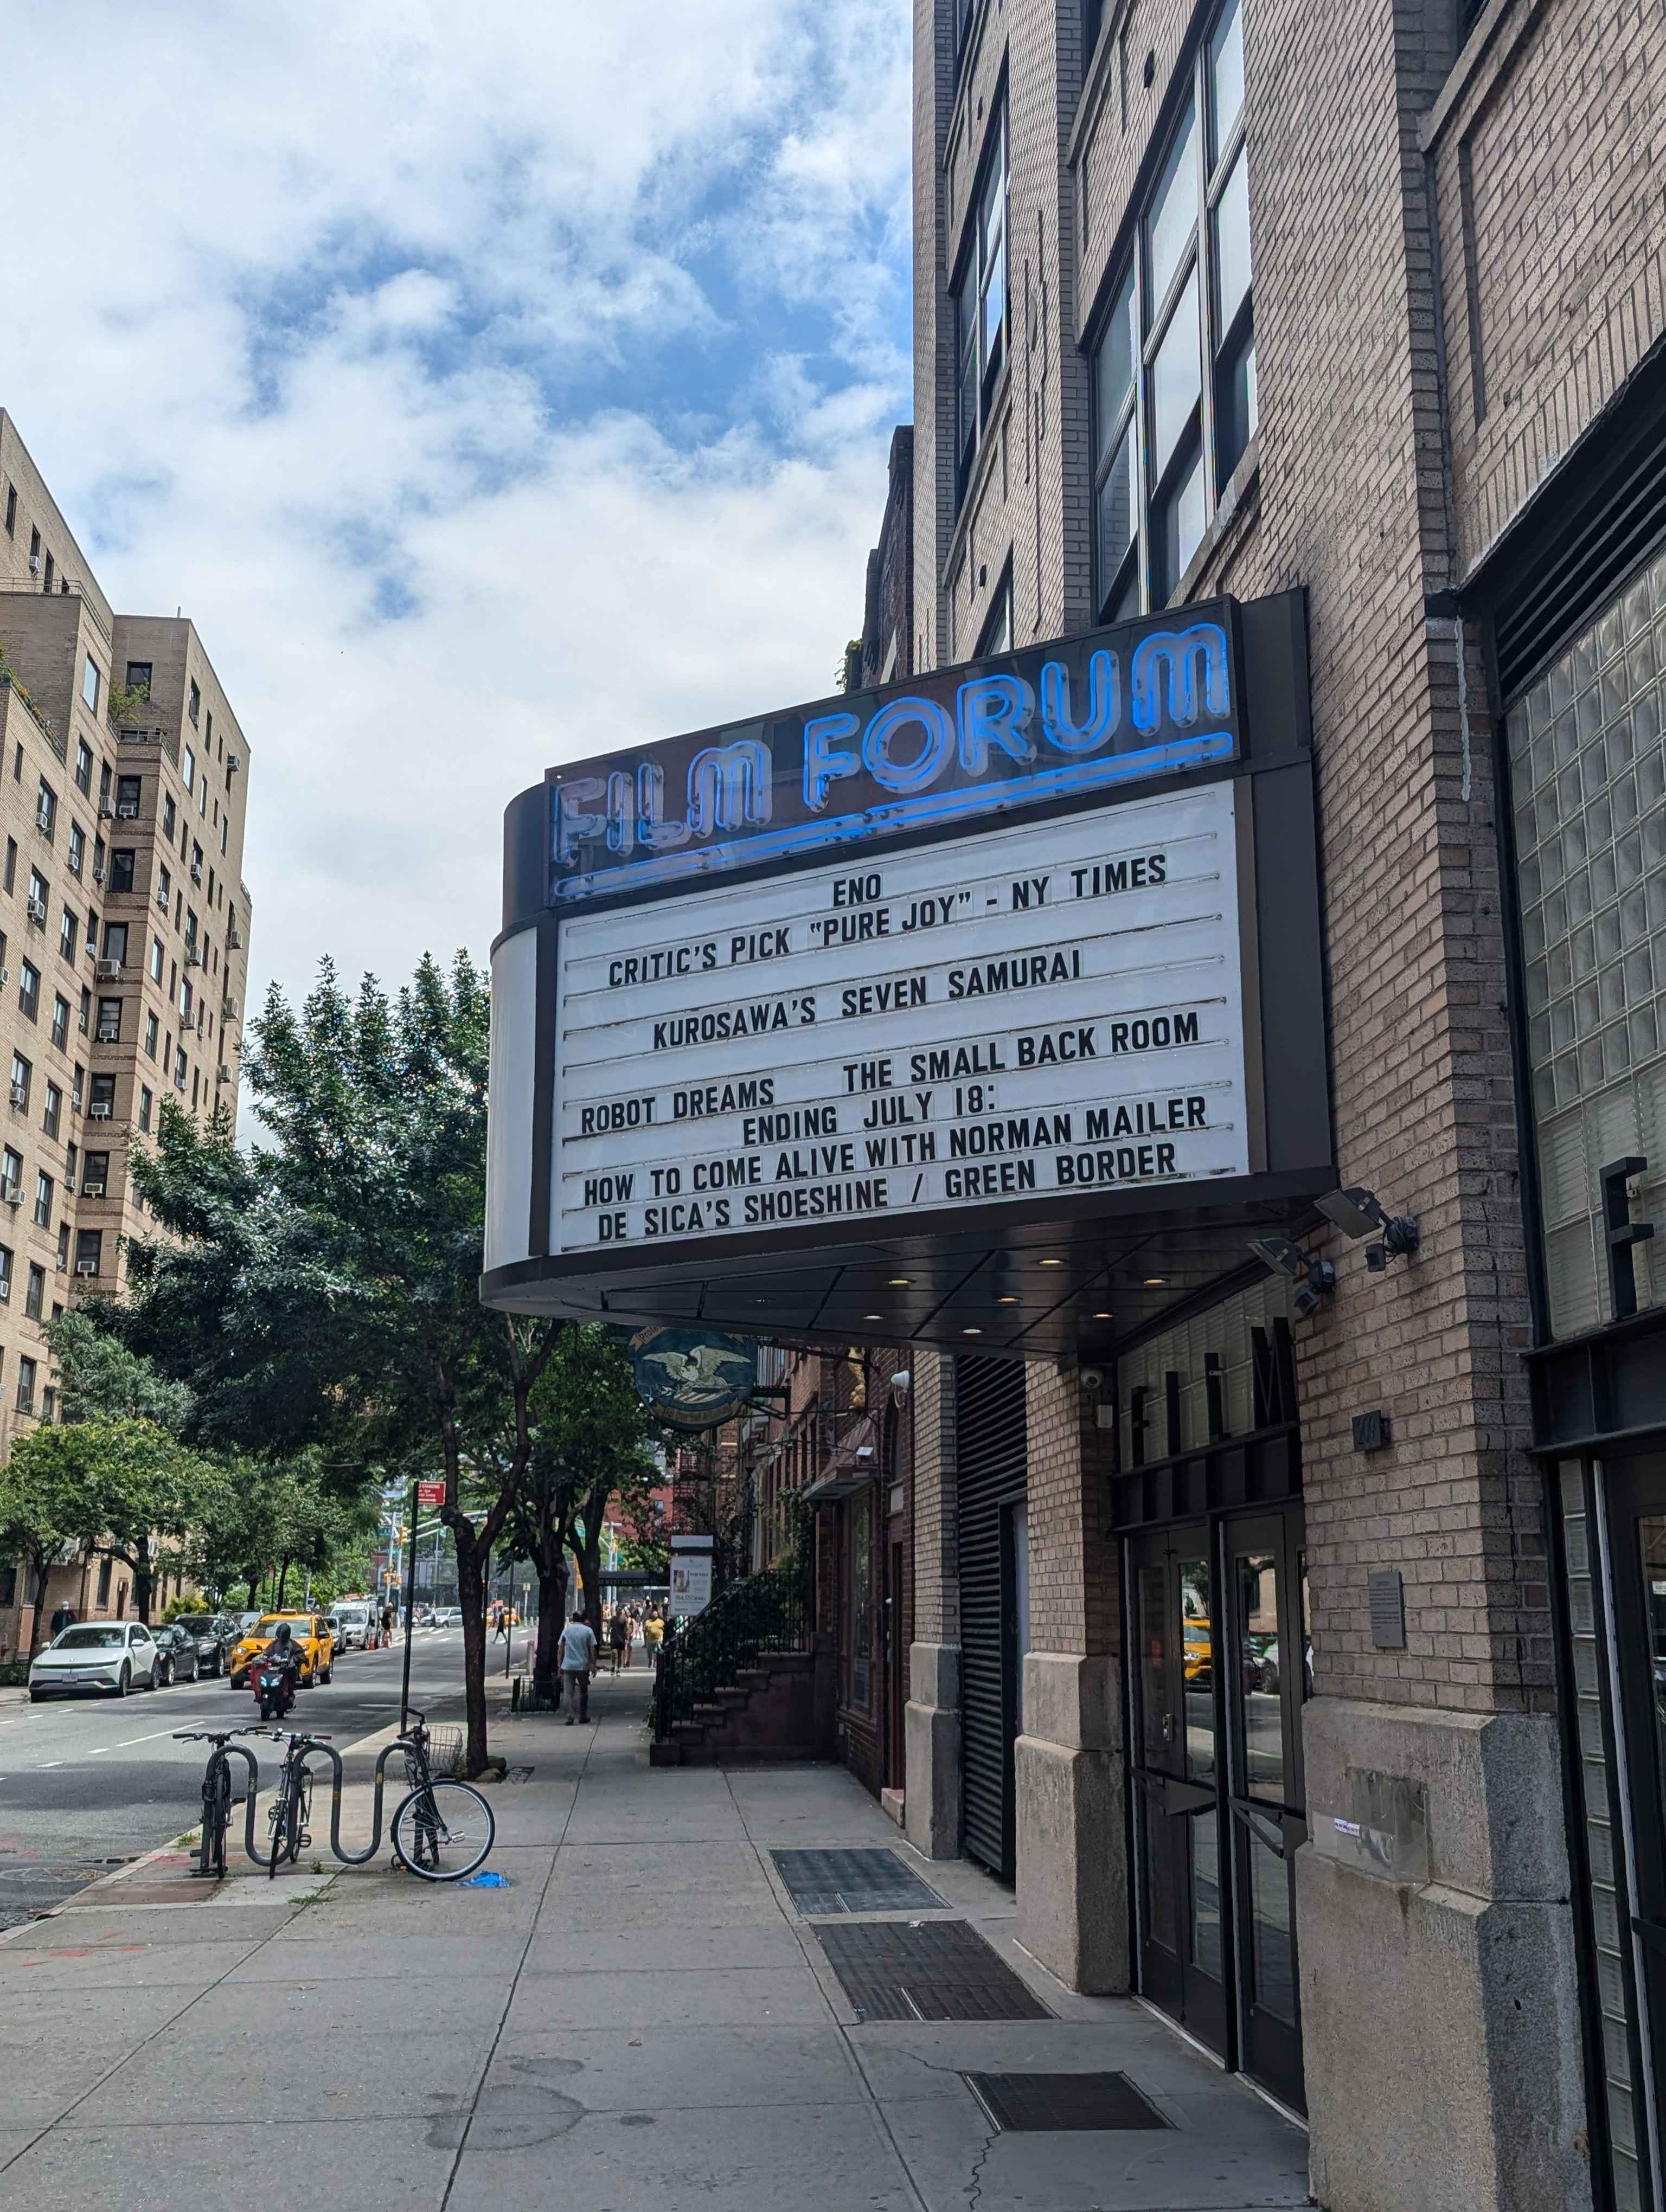 FILM FORUM
ENO
CRITIC'S PICK "PURE JOY" - NY TIMES
KUROSAWA'S SEVEN SAMURAI
ROBOT DREAMS THE SMALL BACK ROOM
ENDING JULY 18:
HOW TO COME ALIVE WITH NORMAN MAILER
DE SICA'S SHOESHINE / GREEN BORDER
FILM
F